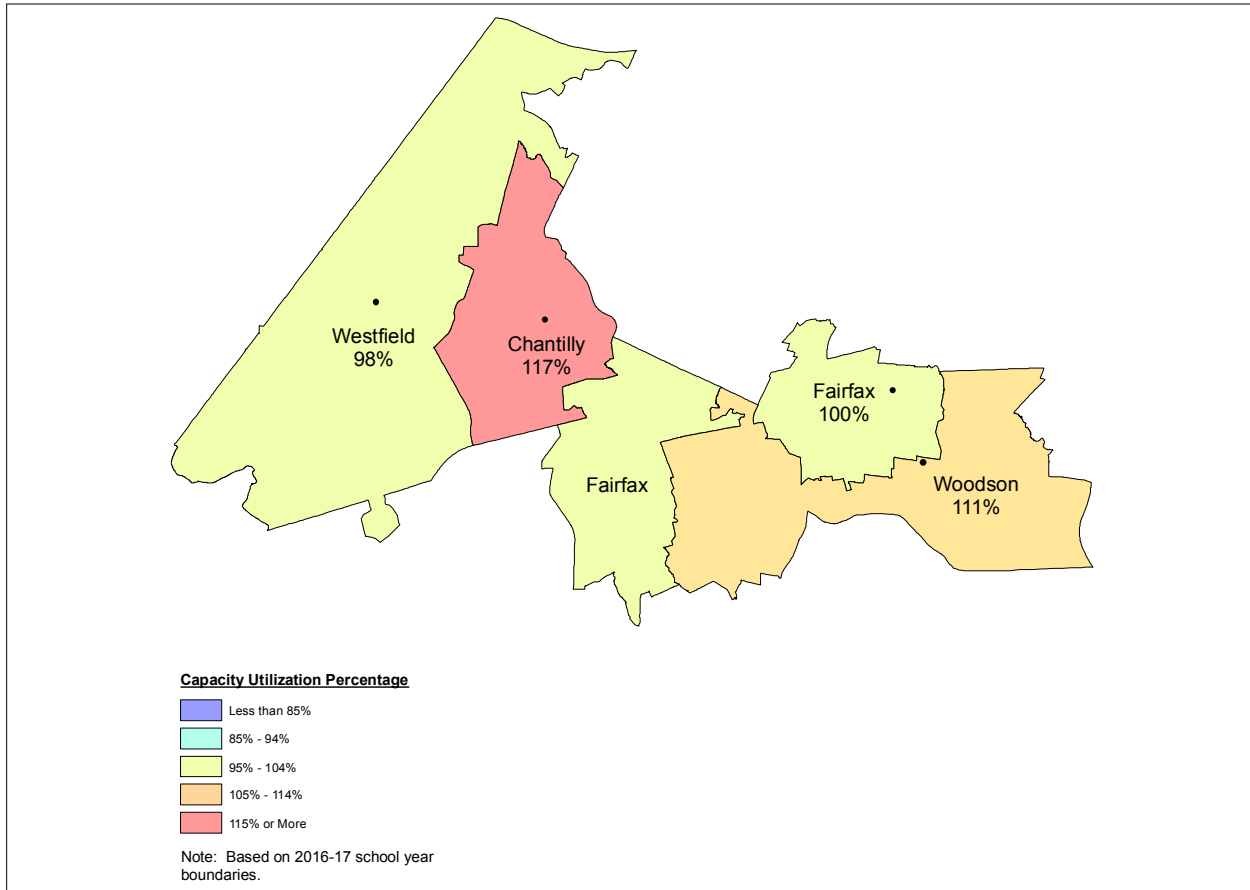 Westfield
98%
Chantilly
117%
Fairfax
100%
Fairfax
Woodson
111%
Capacity Utilization Percentage
Less than 85%
85% - 94%
95% - 104%
105% - 114%
115% or More
Note: Based on 2016-17 school year
boundaries.